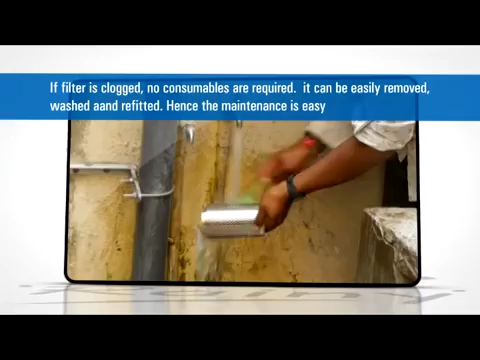 If filter is clogged, no consumables are required. it can be easily removed,
washed aand refitted. Hence the maintenance is easy